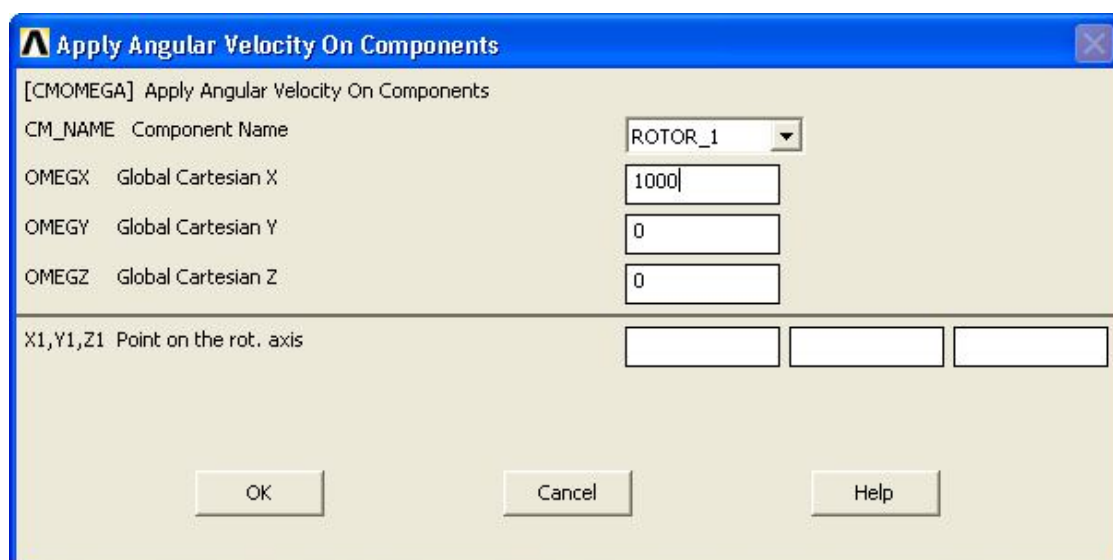 Apply Angular Velocity On Components
[CMOMEGA] Apply Angular Velocity On Components
CM_NAME Component Name ROTOR_1
OMEGX Global Cartesian X 1000
OMEGY Global Cartesian Y 0
OMEGZ Global Cartesian Z 0
X1,Y1,Z1 Point on the rot. axis
OK Cancel Help